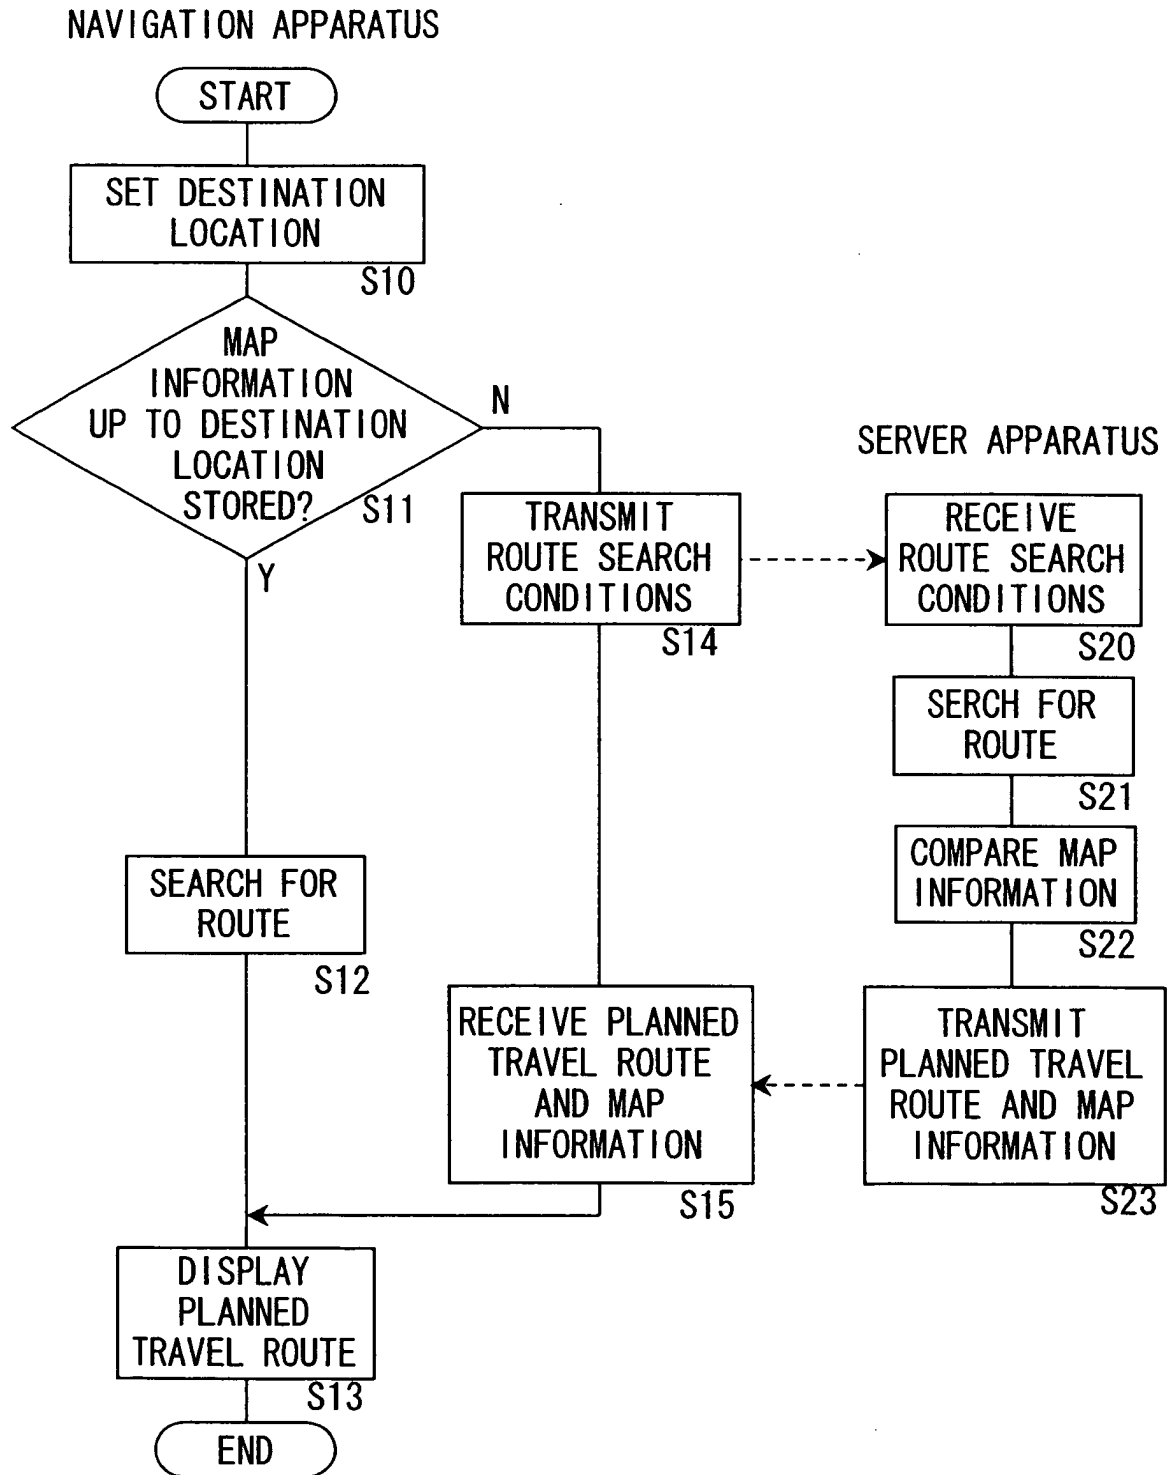 NAVIGATION APPARATUS
START
SET DESTINATION
LOCATION
S10
MAP
INFORMATION
UP TO DESTINATION
LOCATION
STORED?
S11
N
Y
TRANSMIT
ROUTE SEARCH
CONDITIONS
S14
SERVER APPARATUS
RECEIVE
ROUTE SEARCH
CONDITIONS
S20
SERCH FOR
ROUTE
S21
COMPARE MAP
INFORMATION
S22
SEARCH FOR
ROUTE
S12
RECEIVE PLANNED
TRAVEL ROUTE
AND MAP
INFORMATION
S15
TRANSMIT
PLANNED TRAVEL
ROUTE AND MAP
INFORMATION
S23
DISPLAY
PLANNED
TRAVEL ROUTE
S13
END